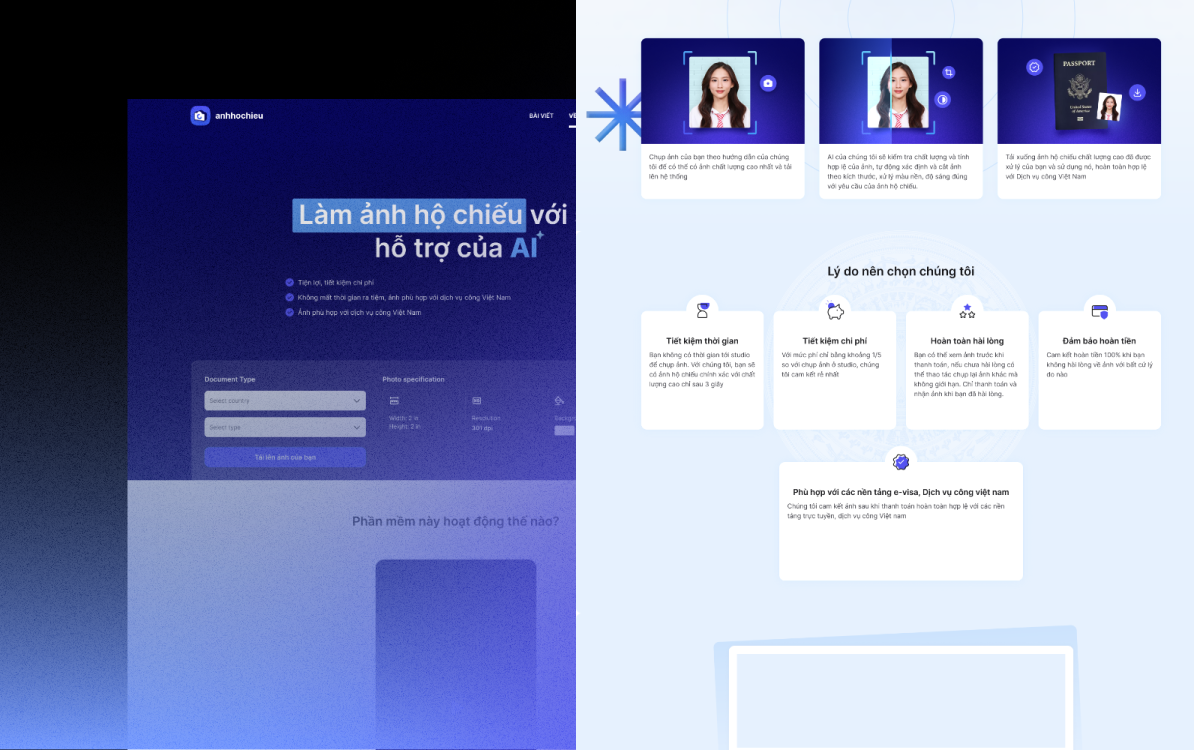 anhhochieu
BÀI VIẾT
Làm ảnh hộ chiếu với
hỗ trợ của AI
Tiện lợi, tiết kiệm chi phí
Không mất thời gian ra tiệm, ảnh phù hợp với dịch vụ công Việt Nam
Ảnh phù hợp với dịch vụ công Việt Nam
Document Type
Select country
Select type
Tải lên ảnh của bạn
Photo specification
Width: 2 in
Height: 2 in
Resolution
301 dpi
Phần mềm này hoạt động thế nào?
PASSPORT
United States
of America
Chụp ảnh của bạn theo hướng dẫn của chúng
tôi để có thể có ảnh chất lượng cao nhất và tải
lên hệ thống
AI của chúng tôi sẽ kiểm tra chất lượng và tính
hợp lệ của ảnh, tự động xác định và cắt ảnh
theo kích thước, xử lý màu nền, độ sáng đúng
với yêu cầu của ảnh hộ chiếu.
Tải xuống ảnh hộ chiếu chất lượng cao đã được
xử lý của bạn và sử dụng nó, hoàn toàn hợp lệ
với Dịch vụ công Việt Nam
Lý do nên chọn chúng tôi
Tiết kiệm thời gian
Bạn không có thời gian tới studio
để chụp ảnh. Với chúng tôi, bạn sẽ
có ảnh hộ chiếu chính xác với chất
lượng cao chỉ sau 3 giây
Tiết kiệm chi phí
Với mức phí chỉ bằng khoảng 1/5
so với chụp ảnh ở studio, chúng
tôi cam kết rẻ nhất
Hoàn toàn hài lòng
Bạn có thể xem ảnh trước khi
thanh toán, nếu chưa hài lòng có
thể thao tác chụp lại ảnh khác mà
không giới hạn. Chỉ thanh toán và
nhận ảnh khi bạn đã hài lòng.
Đảm bảo hoàn tiền
Cam kết hoàn tiền 100% khi bạn
không hài lòng về ảnh với bất cứ lý
do nào
Phù hợp với các nền tảng e-visa, Dịch vụ công việt nam
Chúng tôi cam kết ảnh sau khi thanh toán hoàn toàn hợp lệ với các nền
tảng trực tuyến, dịch vụ công Việt nam